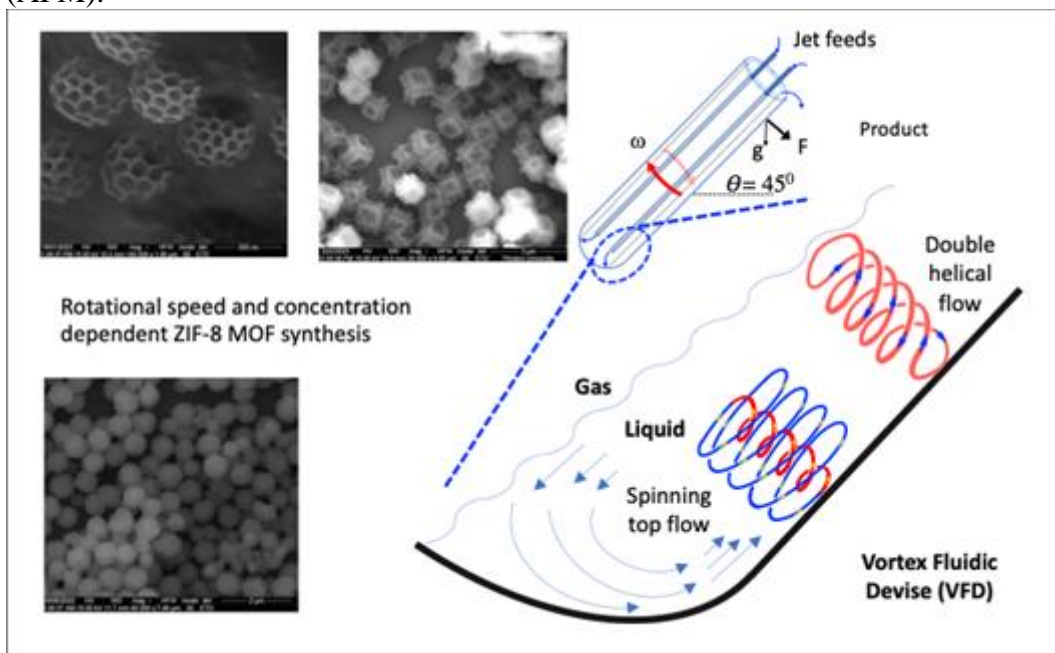 (AFM).
Jet feeds
Product
ω
g
F
θ = 45⁰
Double
helical
flow
Rotational speed and concentration
dependent ZIF-8 MOF synthesis
Gas
Liquid
Spinning
top flow
Vortex Fluidic
Devise (VFD)